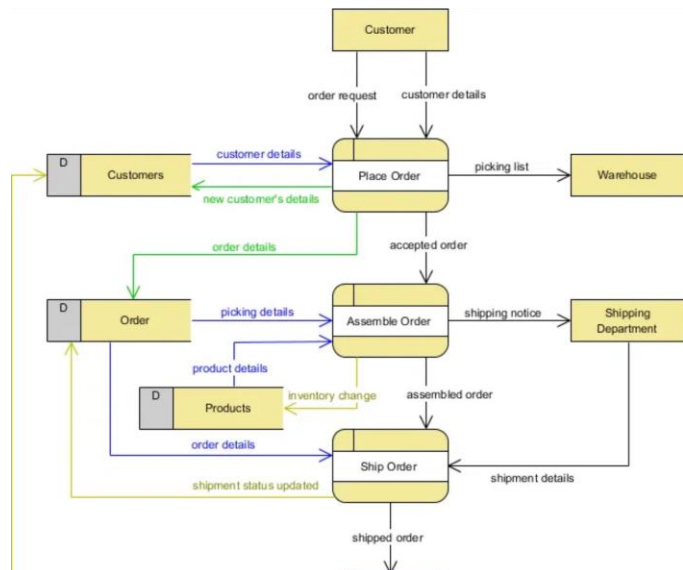 Customer
order request
customer details
D
Customers
customer details
new customer's details
Place Order
picking list
Warehouse
order details
accepted order
D
Order
picking details
Assemble Order
shipping notice
Shipping
Department
product details
D
Products
inventory change
assembled order
order details
Ship Order
shipment details
shipment status updated
shipped order